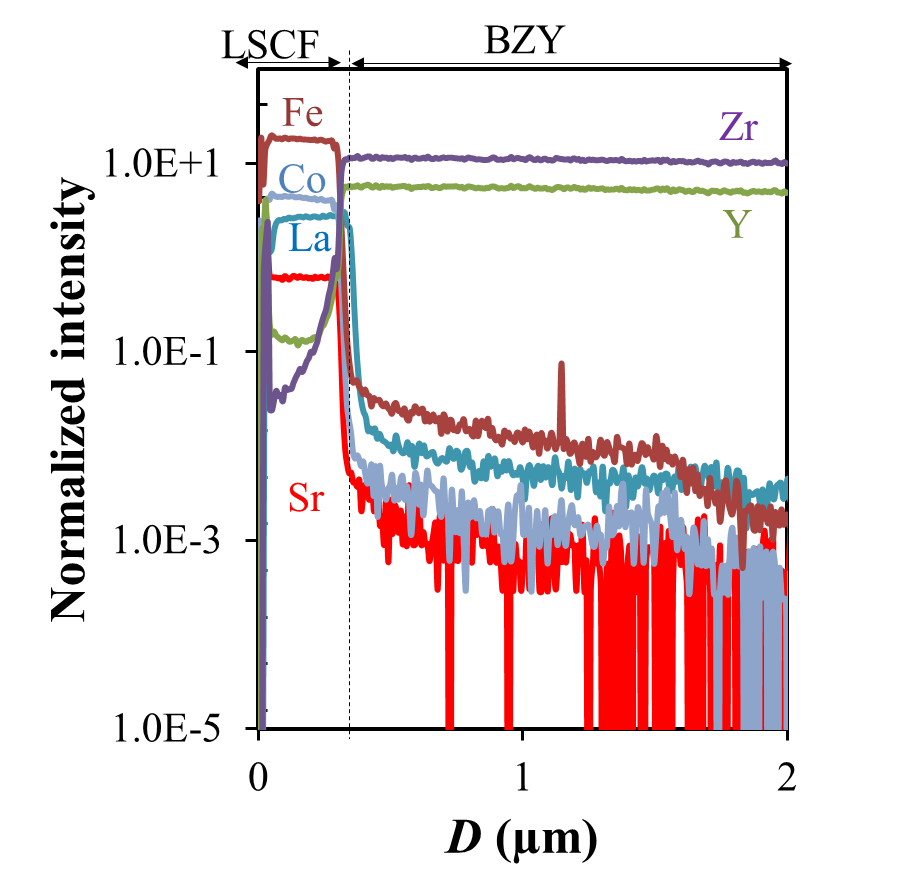 LSCF BZY
Fe
Zr
1.0E+1
Co
Y
La
Normalized intensity
1.0E-1
Sr
1.0E-3
1.0E-5
0 1 2
D (µm)